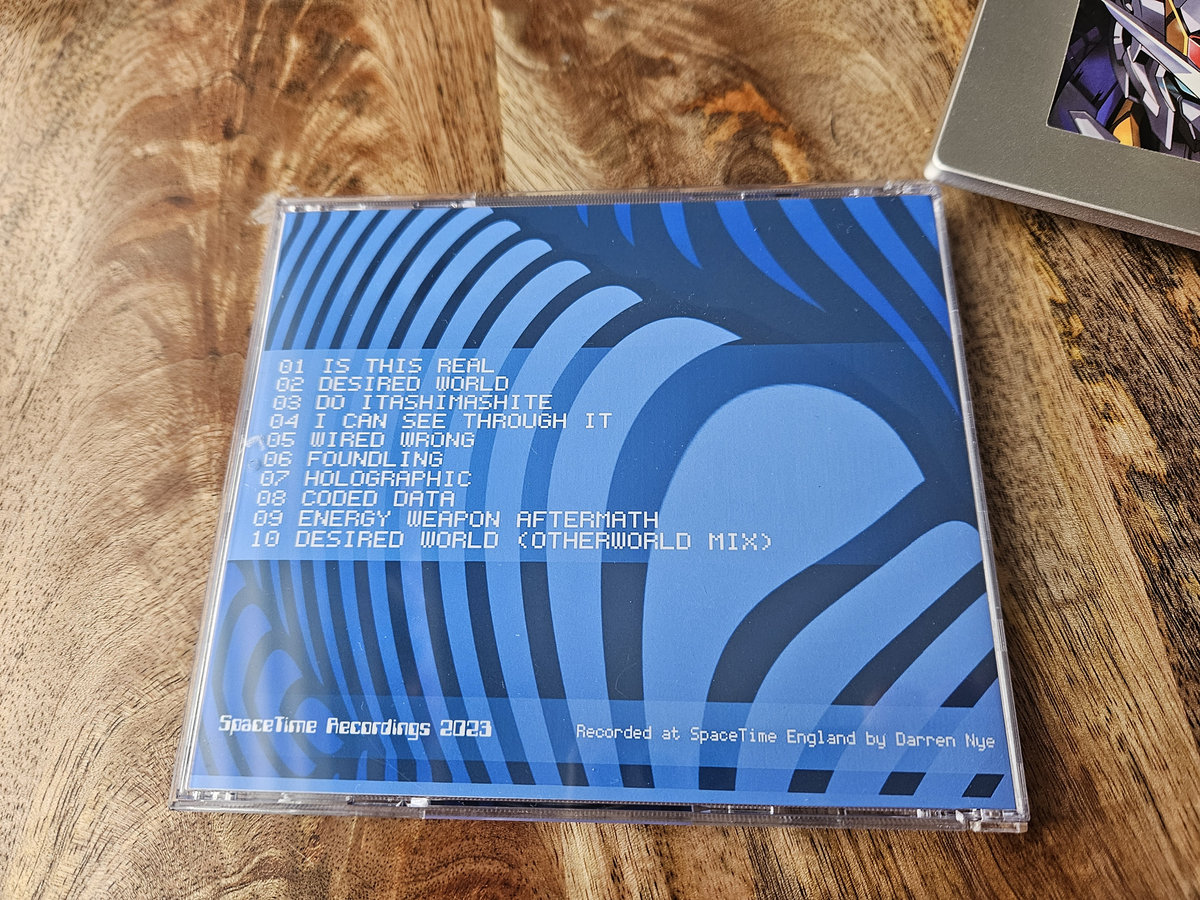 01 IS THIS REAL
02 DESIRED WORLD
03 DO ITASHIMASHITE
04 I CAN SEE THROUGH IT
05 WIRED WRONG
06 FOUNDLING
07 HOLOGRAPHIC
08 CODED DATA
09 ENERGY WEAPON AFTERMATH
10 DESIRED WORLD (OTHERWORLD MIX)
SpaceTime Recordings 2023
Recorded at SpaceTime England by Darren Nye